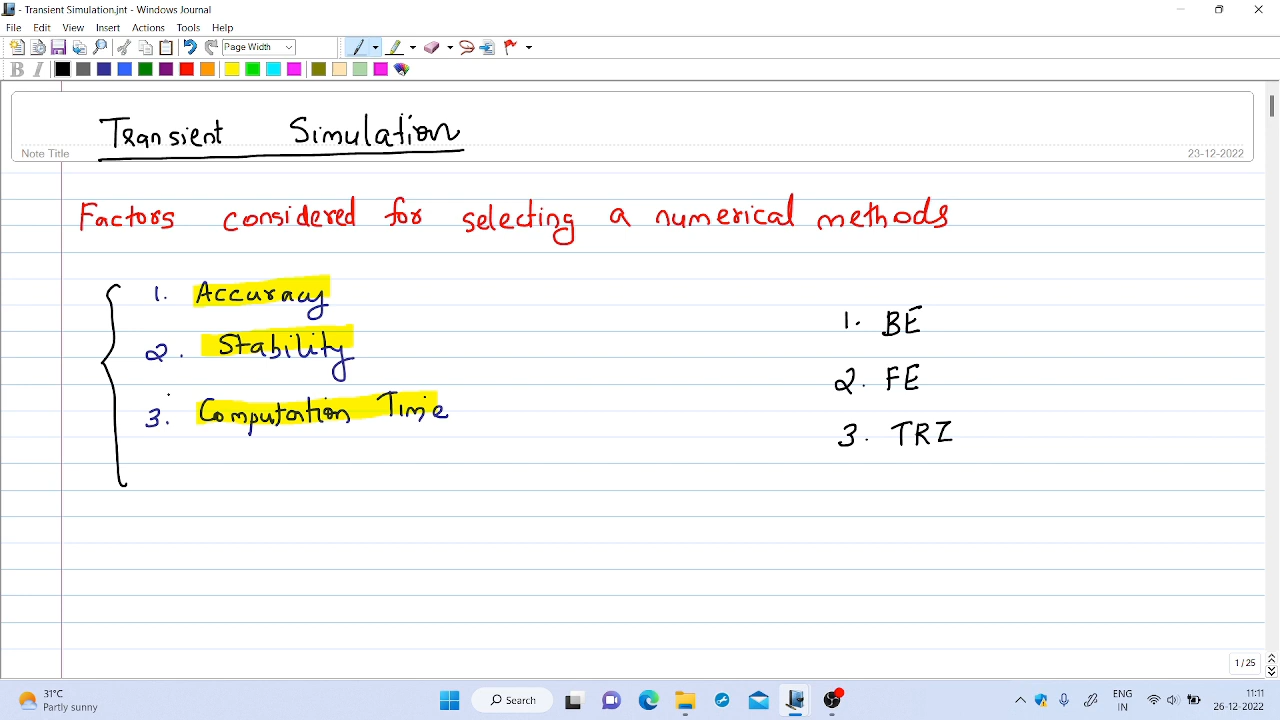 Transient Simulation.jnt - Windows Journal
File Edit View Insert Actions Tools Help
Page Width
B I
Transient Simulation
Note Title
23-12-2022
Factors considered for selecting a numerical methods
1. Accuracy
2. Stability
3. Computation Time
1. BE
2. FE
3. TRZ
1 / 25
31°C
Partly sunny
Search
ENG
IN
11:11
26-12-2022